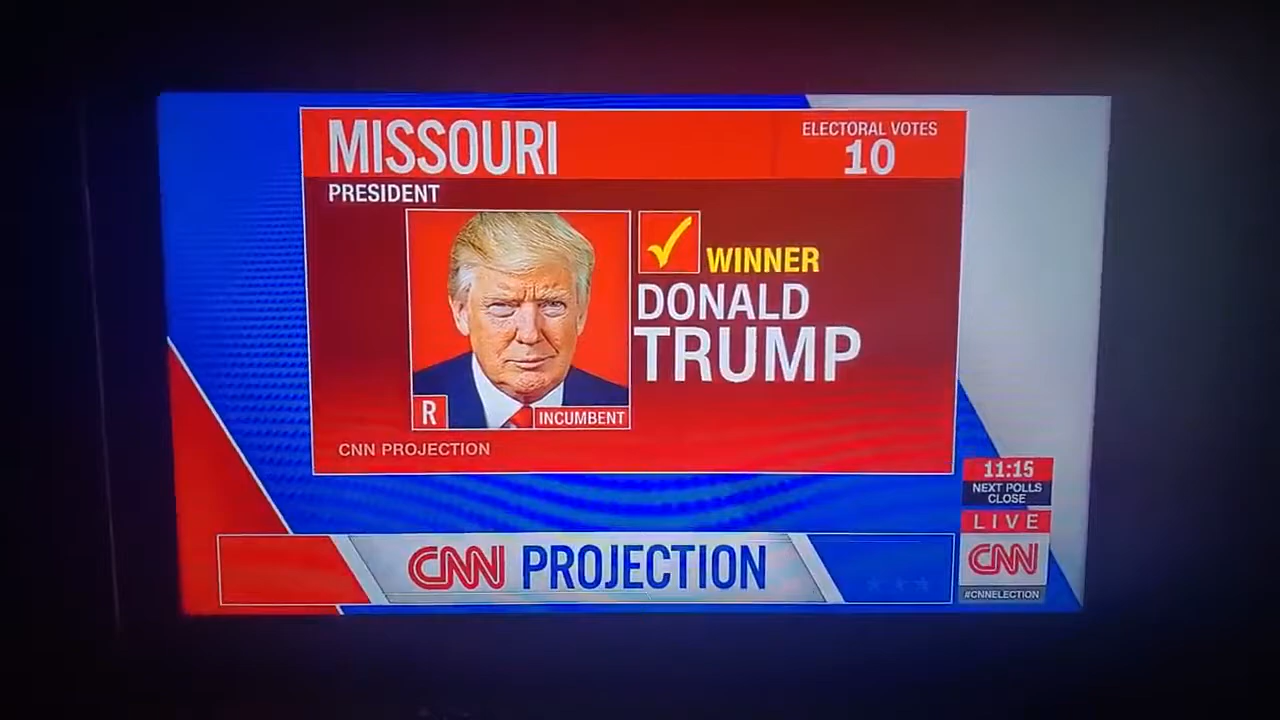 MISSOURI
ELECTORAL VOTES
10
PRESIDENT
WINNER
DONALD
TRUMP
R
INCUMBENT
CNN PROJECTION
11:15
NEXT POLLS
CLOSE
LIVE
CNN
#CNNELECTION
CNN PROJECTION